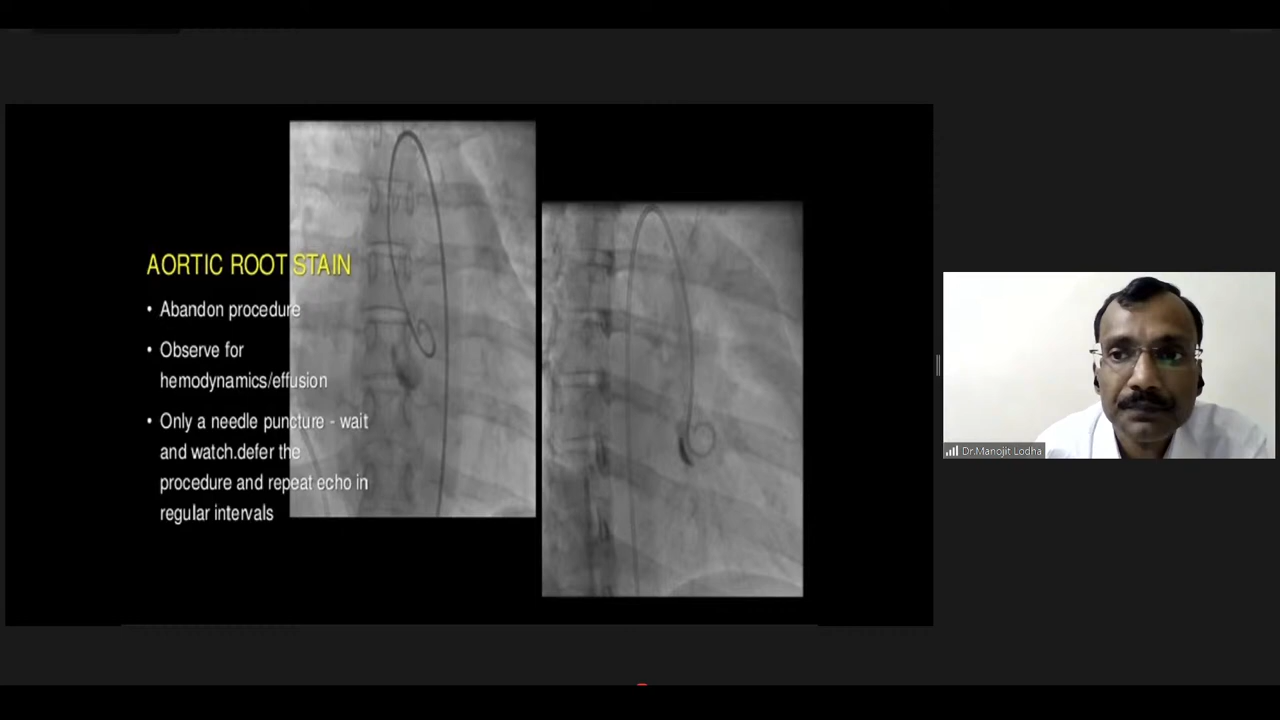 AORTIC ROOT STAIN
• Abandon procedure
• Observe for
hemodynamics/effusion
• Only a needle puncture - wait
and watch.defer the
procedure and repeat echo in
regular intervals
Dr.Manojit Lodha